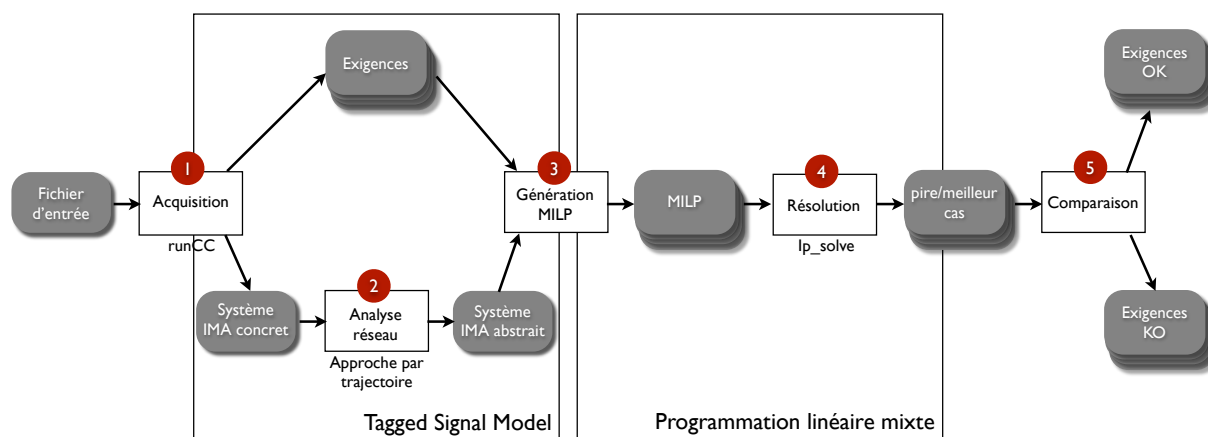 Exigences
Exigences
OK
1
3
4
5
Fichier
d'entrée
Acquisition
Génération
MILP
MILP
Résolution
pire/meilleur
cas
Comparaison
runCC
lp_solve
2
Système
IMA concret
Analyse
réseau
Système
IMA abstrait
Exigences
KO
Approche par
trajectoire
Tagged Signal Model
Programmation linéaire mixte